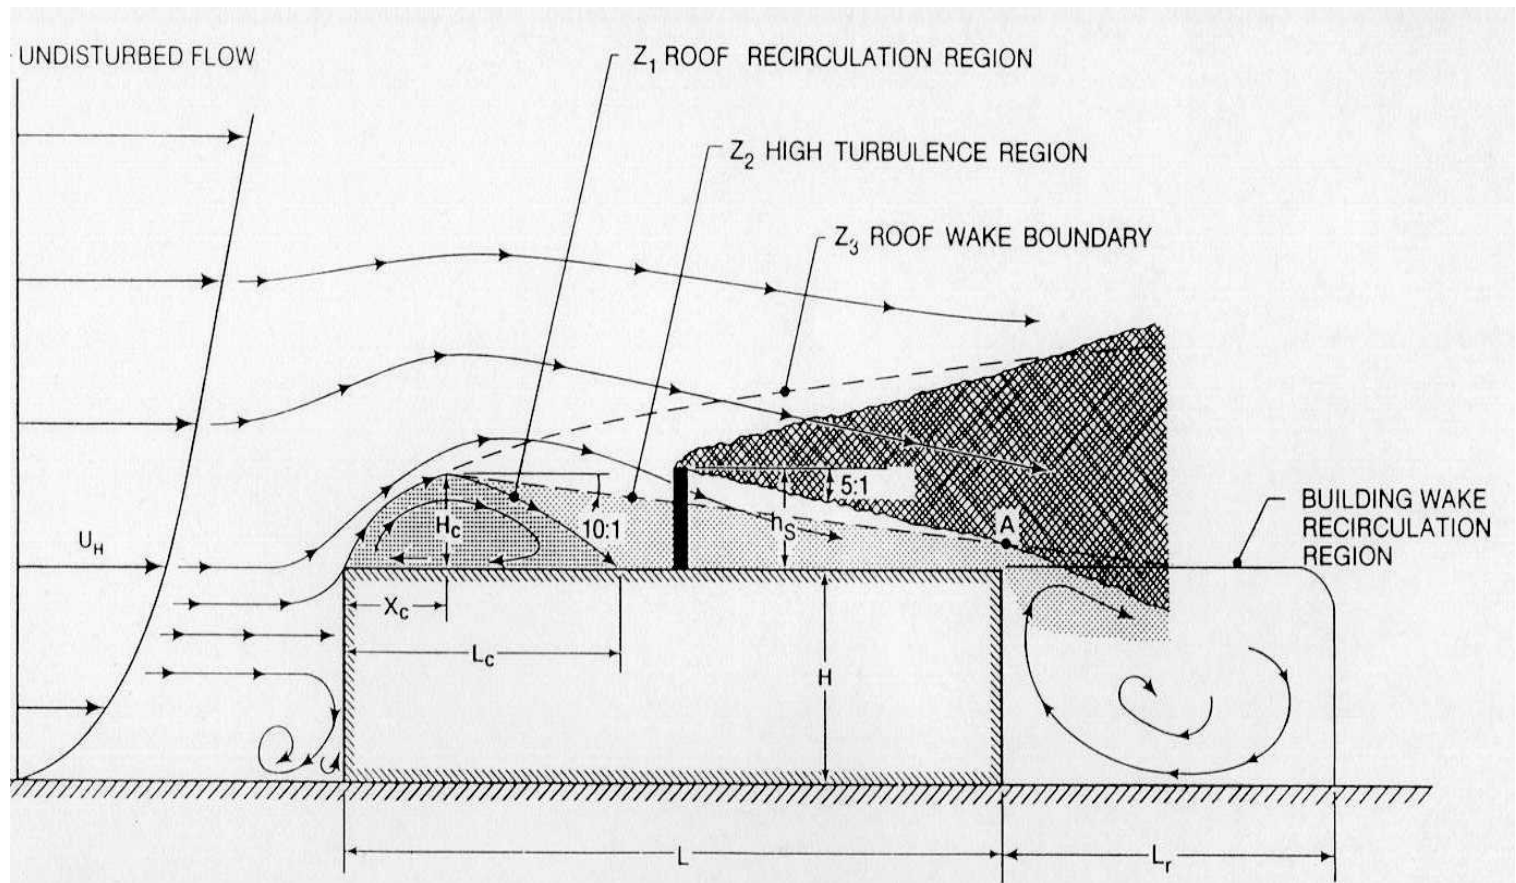 UNDISTURBED FLOW
Z1 ROOF RECIRCULATION REGION
Z2 HIGH TURBULENCE REGION
Z3 ROOF WAKE BOUNDARY
5:1
A
BUILDING WAKE
RECIRCULATION
REGION
Hc
10:1
hS
UH
Xc
Lc
H
L
Lr